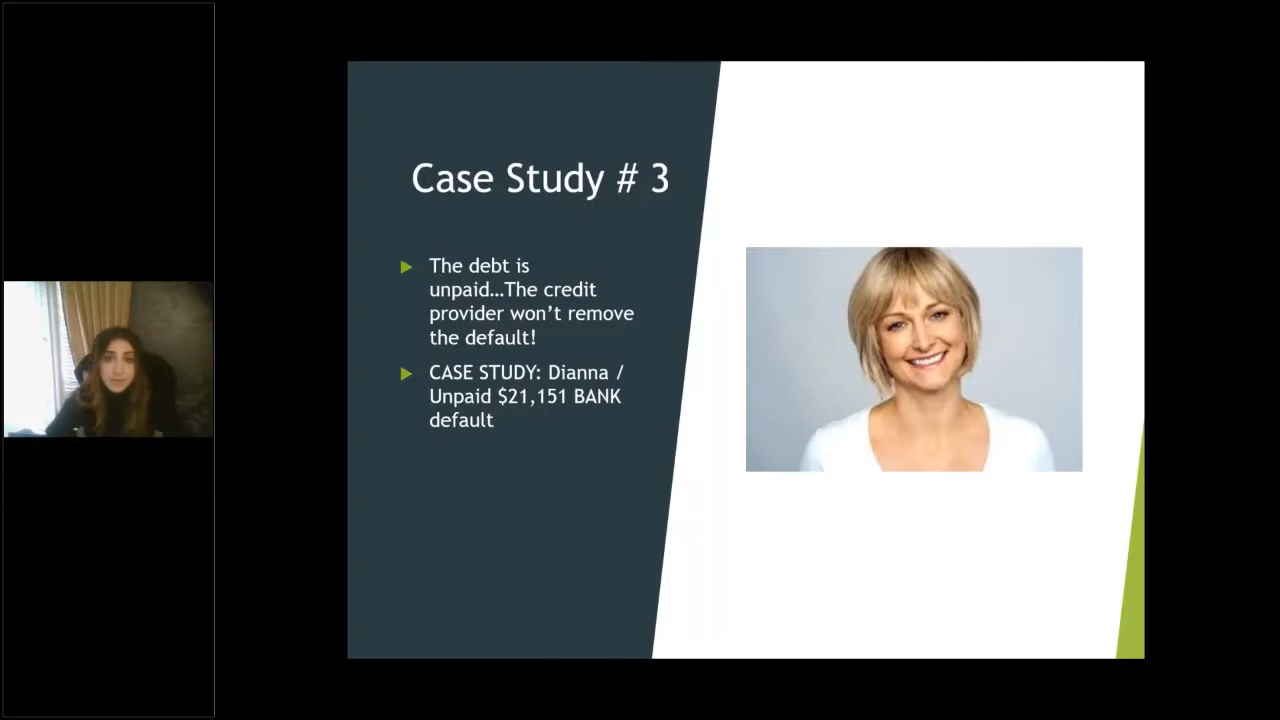 Case Study # 3
The debt is
unpaid…The credit
provider won’t remove
the default!
CASE STUDY: Dianna /
Unpaid $21,151 BANK
default